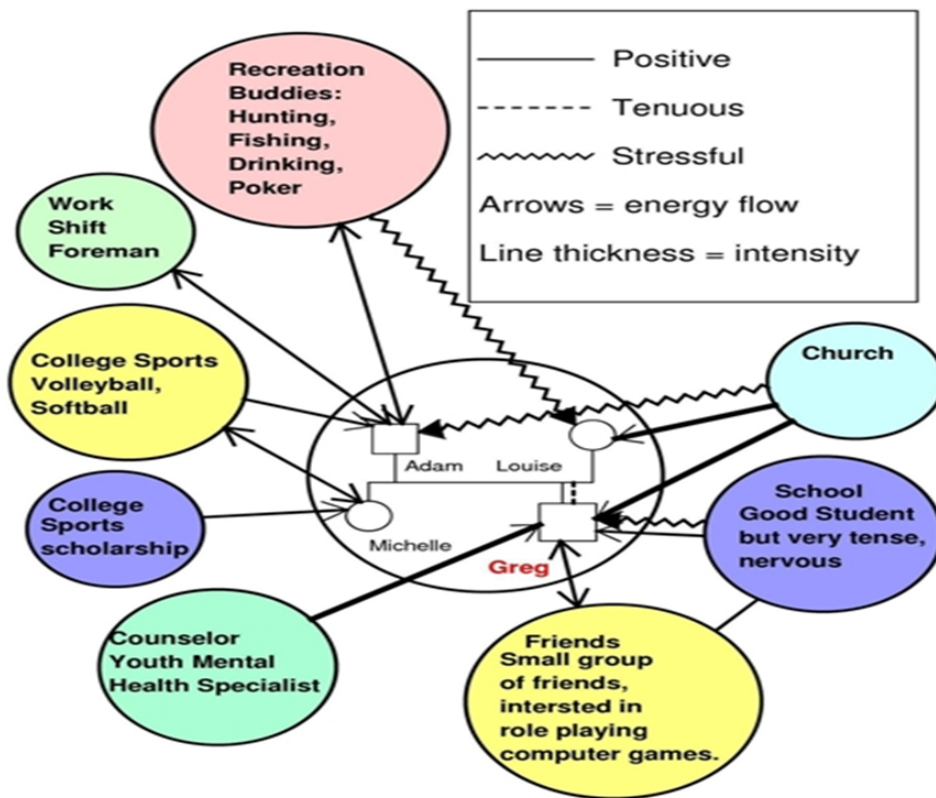 Recreation
Buddies:
Hunting,
Fishing,
Drinking,
Poker
Positive
Tenuous
Stressful
Arrows = energy flow
Line thickness = intensity
Work
Shift
Foreman
College Sports
Volleyball,
Softball
Church
Adam
Louise
College
Sports
scholarship
Michelle
Greg
School
Good Student
but very tense,
nervous
Counselor
Youth Mental
Health Specialist
Friends
Small group
of friends,
intersted in
role playing
computer games.